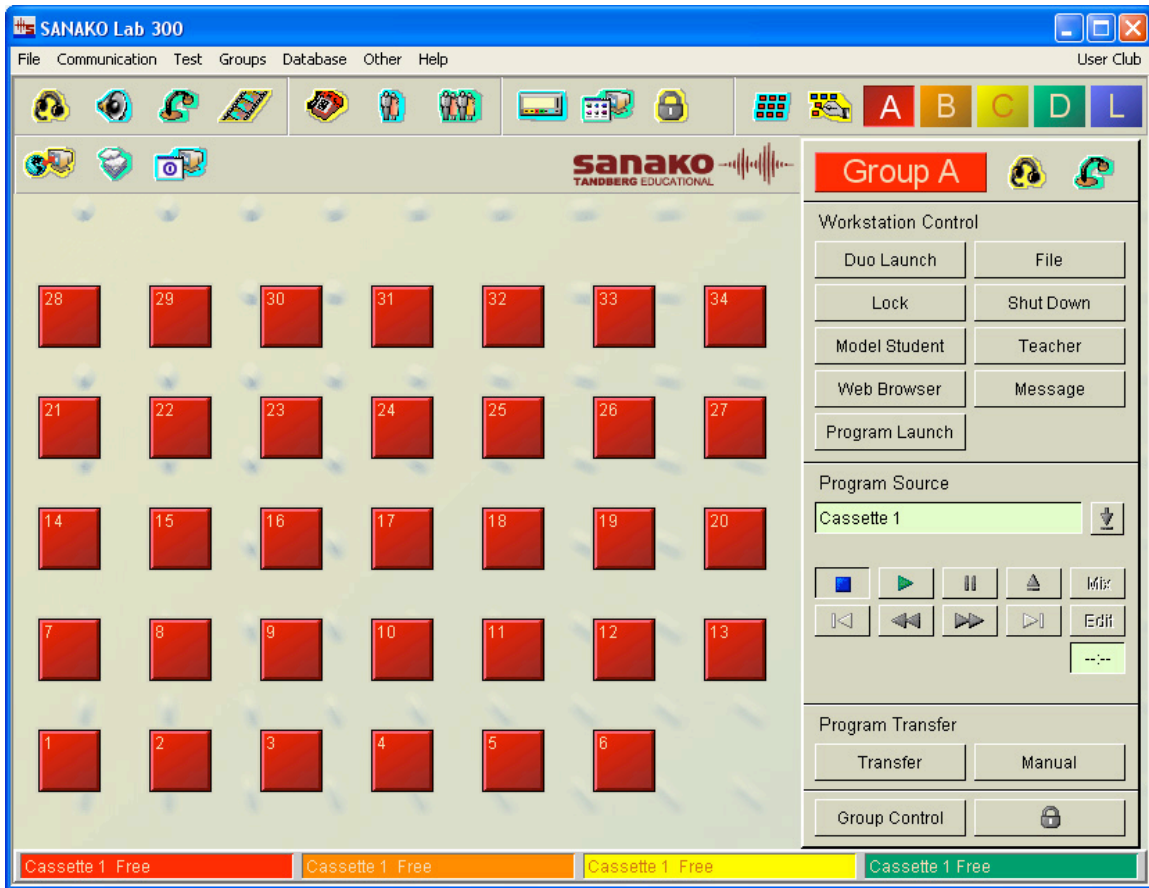 SANAKO Lab 300
File Communication Test Groups Database Other Help User Club
A B C D L
sanako
TANDBERG EDUCATIONAL
Group A
Workstation Control
Duo Launch File
Lock Shut Down
Model Student Teacher
Web Browser Message
Program Launch
Program Source
Cassette 1
Mix
Edit
--:--
Program Transfer
Transfer Manual
Group Control
28 29 30 31 32 33 34
21 22 23 24 25 26 27
14 15 16 17 18 19 20
7 8 9 10 11 12 13
1 2 3 4 5 6
Cassette 1 Free Cassette 1 Free Cassette 1 Free Cassette 1 Free